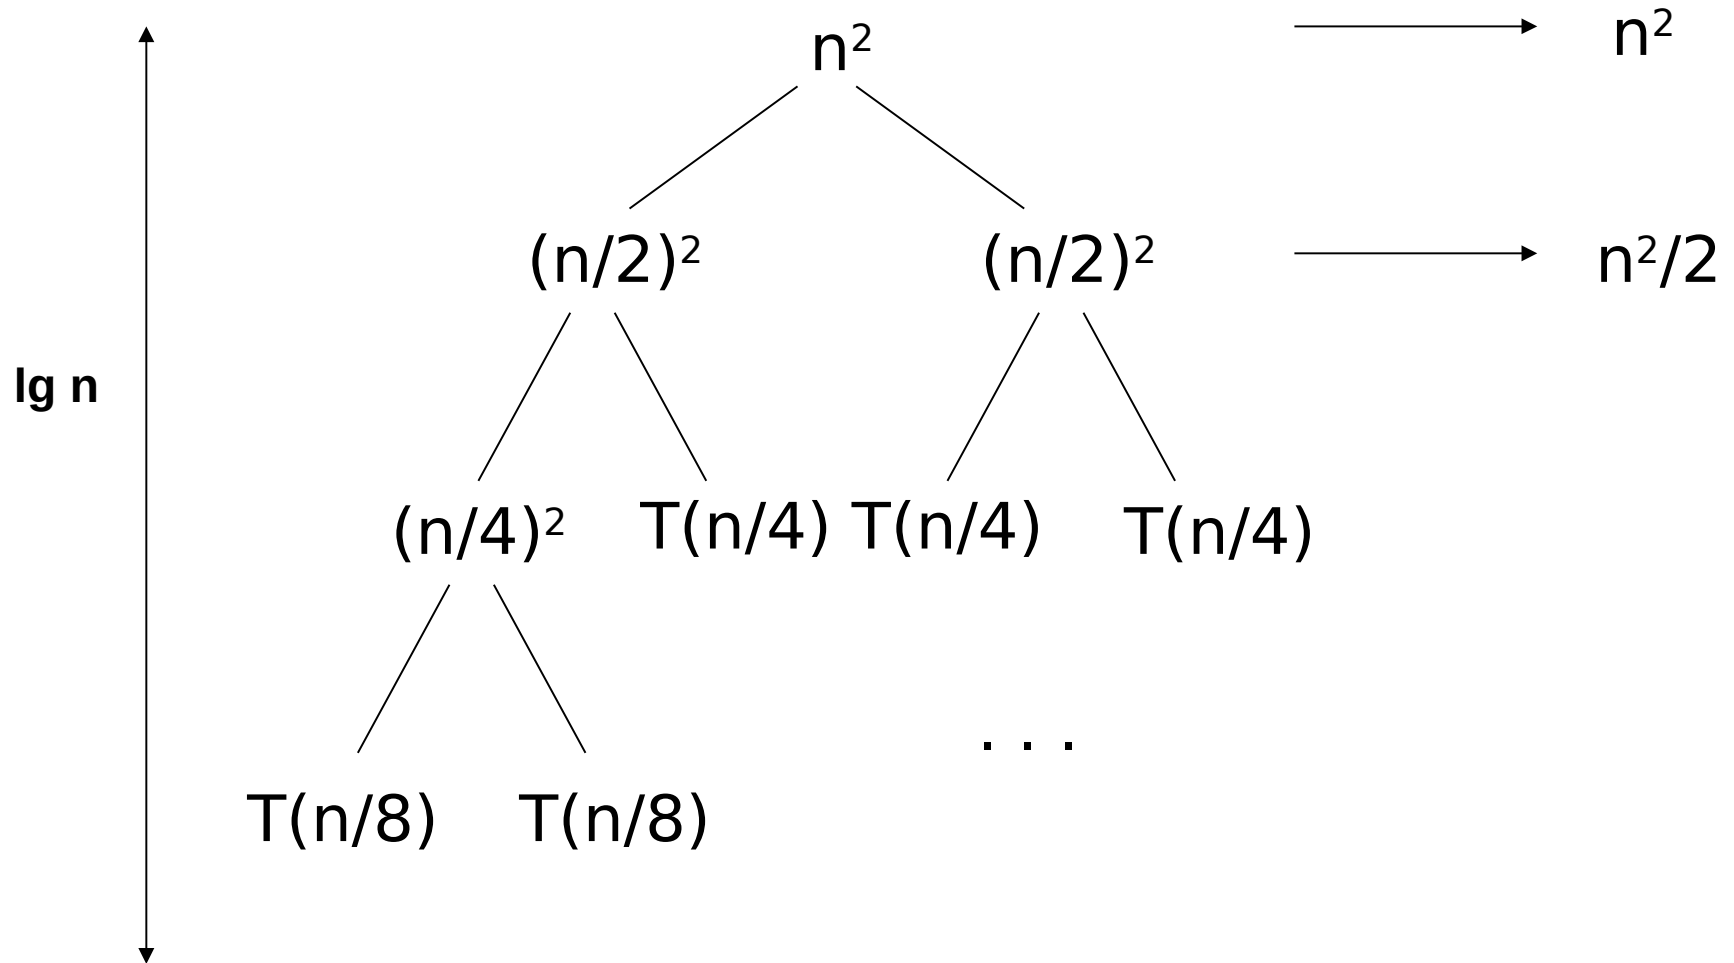 n² n²
(n/2)² (n/2)² n²/2
lg n
(n/4)² T(n/4) T(n/4) T(n/4)
. . .
T(n/8) T(n/8)